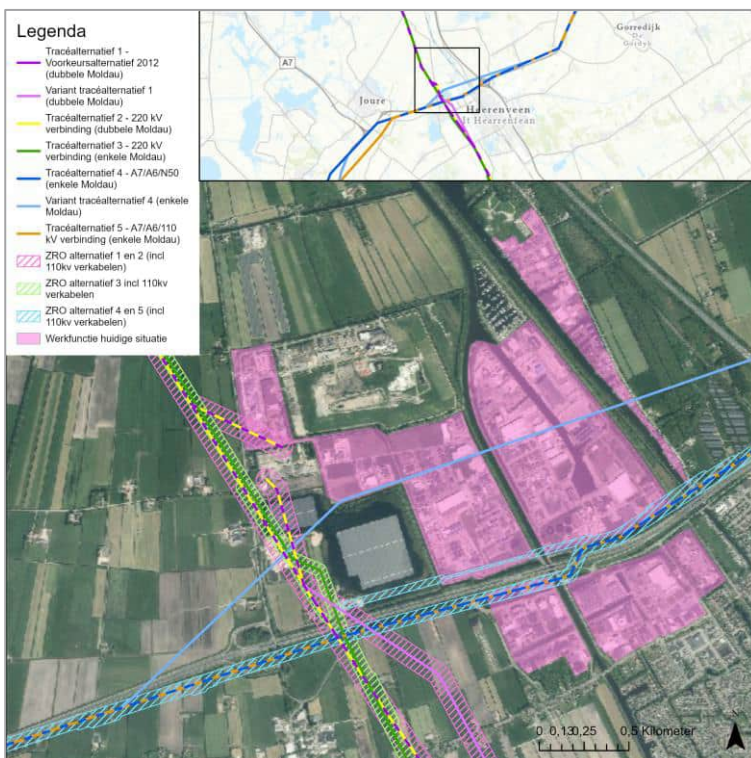 Legenda
Tracéalternatief 1 -
Voorkeursalternatief 2012
(dubbele Moldau)
Variant tracéalternatief 1
(dubbele Moldau)
Tracéalternatief 2 - 220 kV
verbinding (dubbele Moldau)
Tracéalternatief 3 - 220 kV
verbinding (enkele Moldau)
Tracéalternatief 4 - A7/A6/N50
(enkele Moldau)
Variant tracéalternatief 4 (enkele
Moldau)
Tracéalternatief 5 - A7/A6/110
kV verbinding (enkele Moldau)
ZRO alternatief 1 en 2 (incl
110kv verkabelen)
ZRO alternatief 3 incl 110kv
verkabelen
ZRO alternatief 4 en 5 (incl
110kv verkabelen)
Werkfunctie huidige situatie
Gorredijk
De
A7
Joure
Heerenveen
It Hearrenfean
0 0,13 0,25 0,5 Kilometer